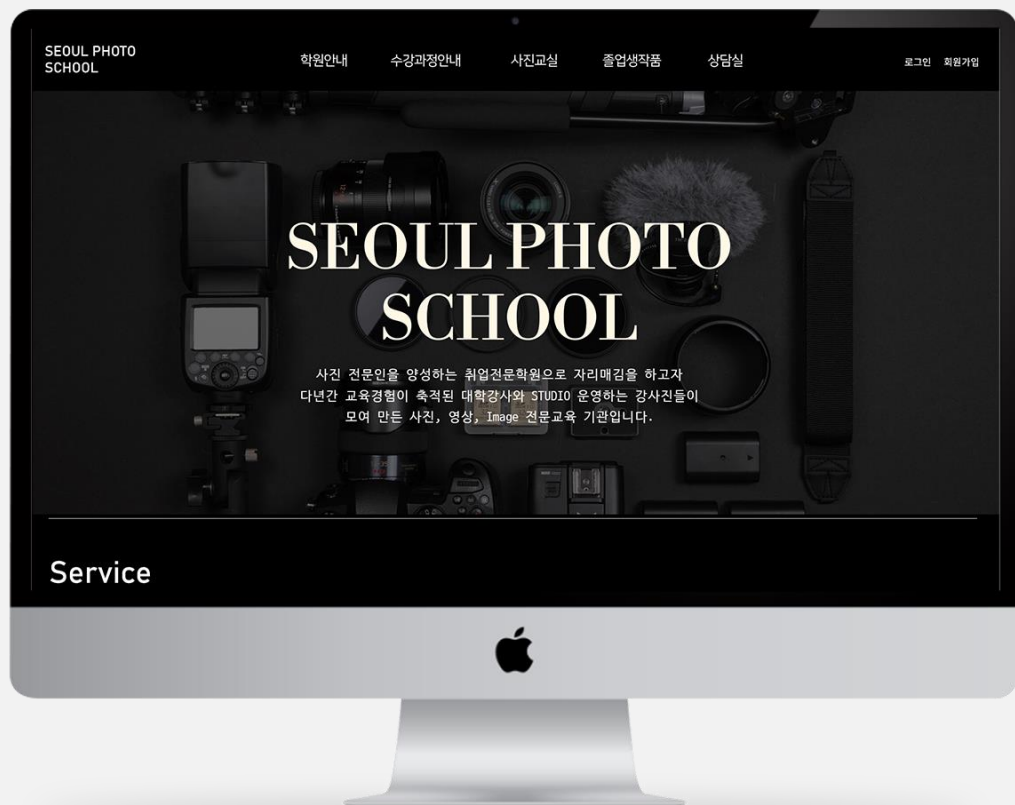 SEOUL PHOTO
SCHOOL
학원안내 수강과정안내 사진교실 졸업생작품 상담실
로그인 회원가입
SEOUL PHOTO
SCHOOL
사진 전문인을 양성하는 취업전문학원으로 자리매김을 하고자
다년간 교육경험이 축적된 대학강사와 STUDIO 운영하는 강사진들이
모여 만든 사진, 영상, Image 전문교육 기관입니다.
Service